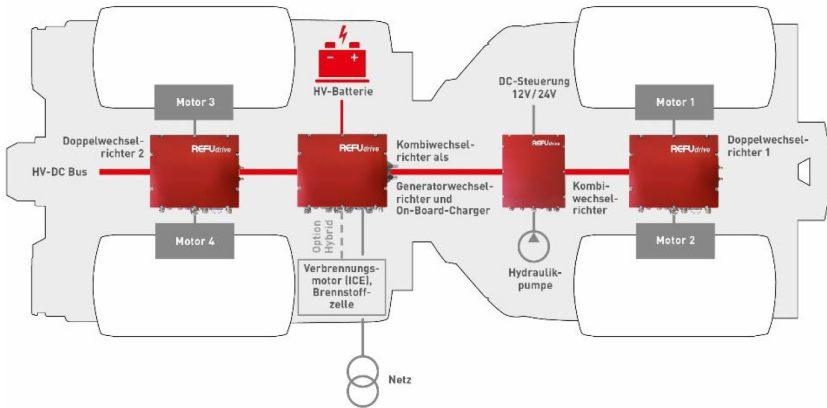 Motor 3
HV-Batterie
DC-Steuerung
12V/24V
Motor 1
Doppelwechsel-
richter 2
REFUdrive
REFUdrive
Kombiwechsel-
richter als
REFUdrive
REFUdrive
Doppelwechsel-
richter 1
HV-DC Bus
Generatorwechsel-
richter und
On-Board-Charger
Kombi-
wechsel-
richter
Motor 4
Option
Hybrid
Verbrennungs-
motor (ICE),
Brennstoff-
zelle
Hydraulik-
pumpe
Motor 2
Netz